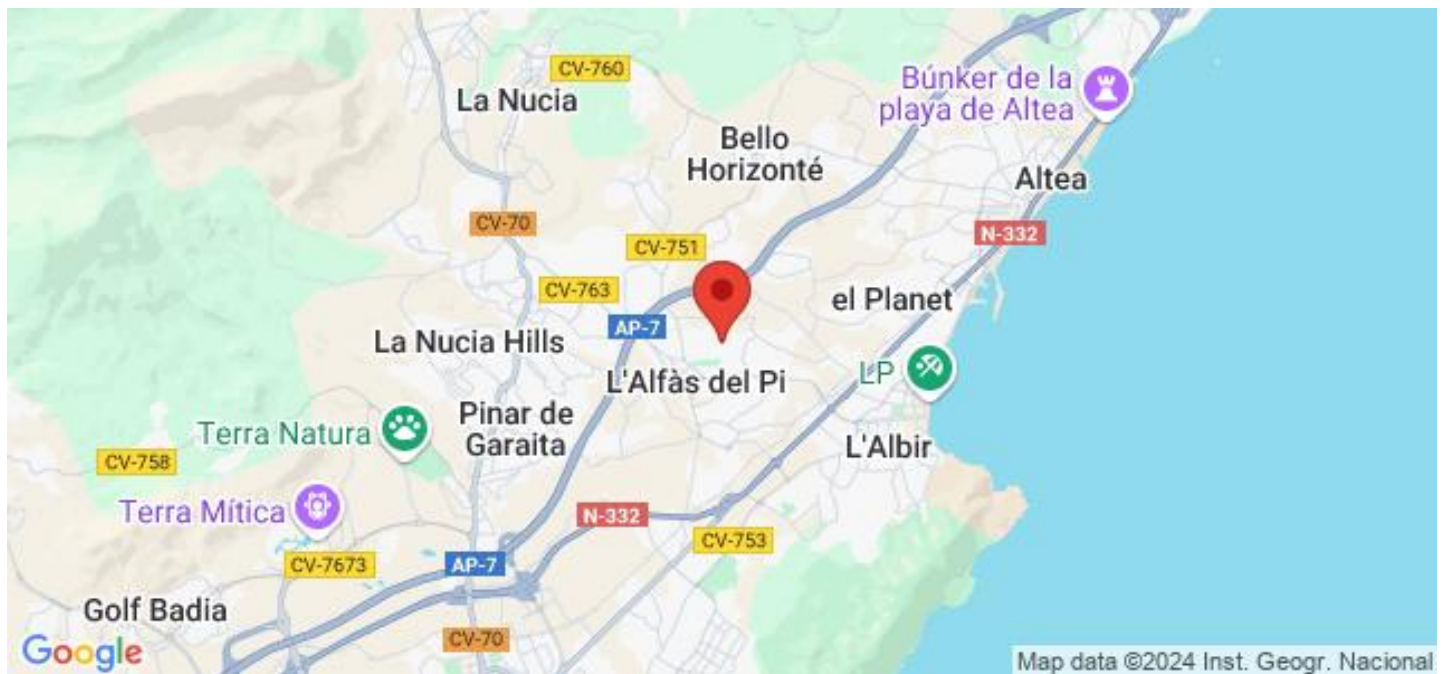 CV-760
La Nucia
Búnker de la
playa de Altea
Bello
Horizonté
Altea
CV-70
N-332
CV-751
CV-763
el Planet
AP-7
La Nucia Hills
LP
L'Alfàs del Pi
Pinar de
Garaita
Terra Natura
L'Albir
CV-758
Terra Mítica
N-332
CV-753
CV-7673
AP-7
Golf Badia
CV-70
Google
Map data ©2024 Inst. Geogr. Nacional